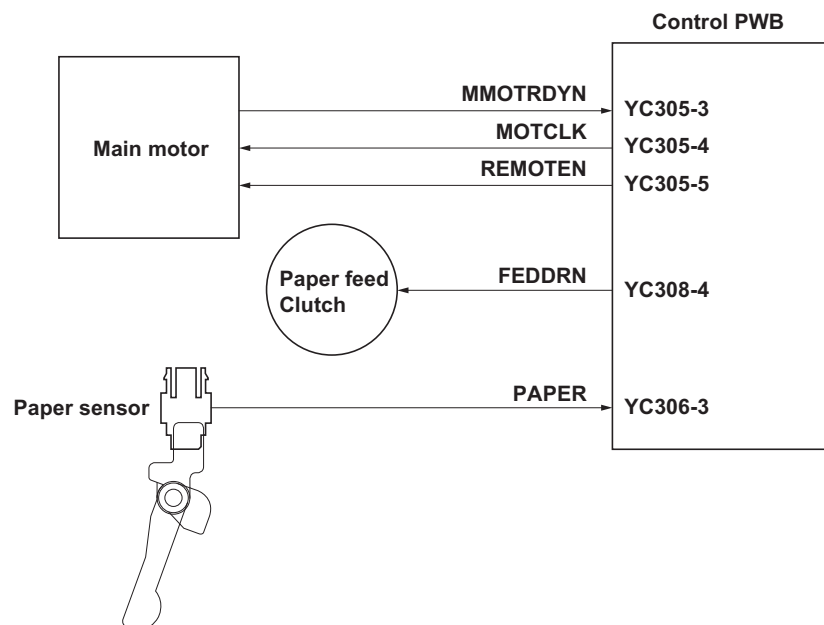 Control PWB
MMOTRDYN YC305-3
Main motor MOTCLK YC305-4
REMOTEN YC305-5
Paper feed
Clutch
FEDDRN YC308-4
Paper sensor PAPER YC306-3